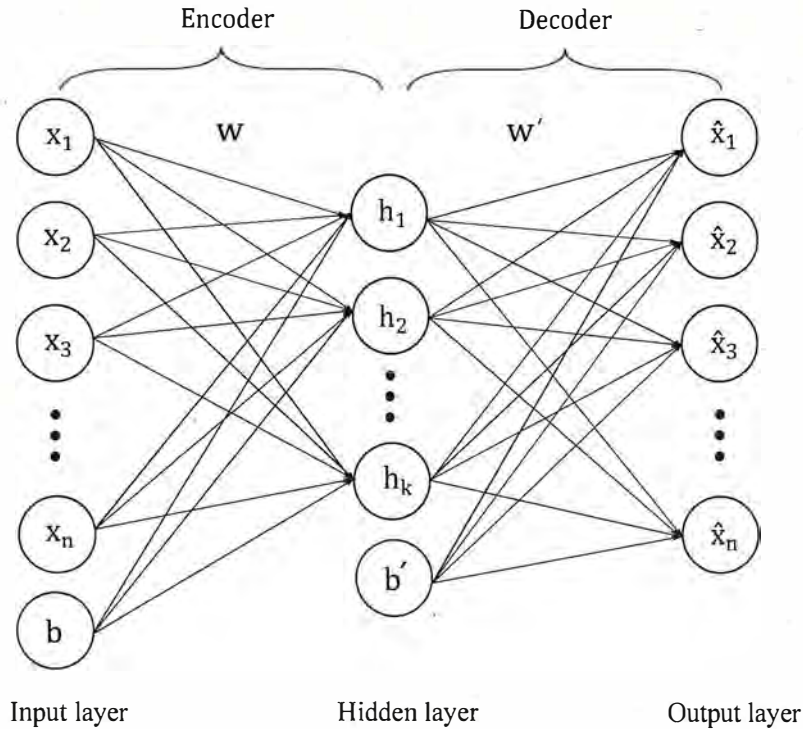 Encoder Decoder
w w′
x₁ h₁ x̂₁
x₂ h₂ x̂₂
x₃ x̂₃
xₙ hₖ x̂ₙ
b b′
Input layer Hidden layer Output layer